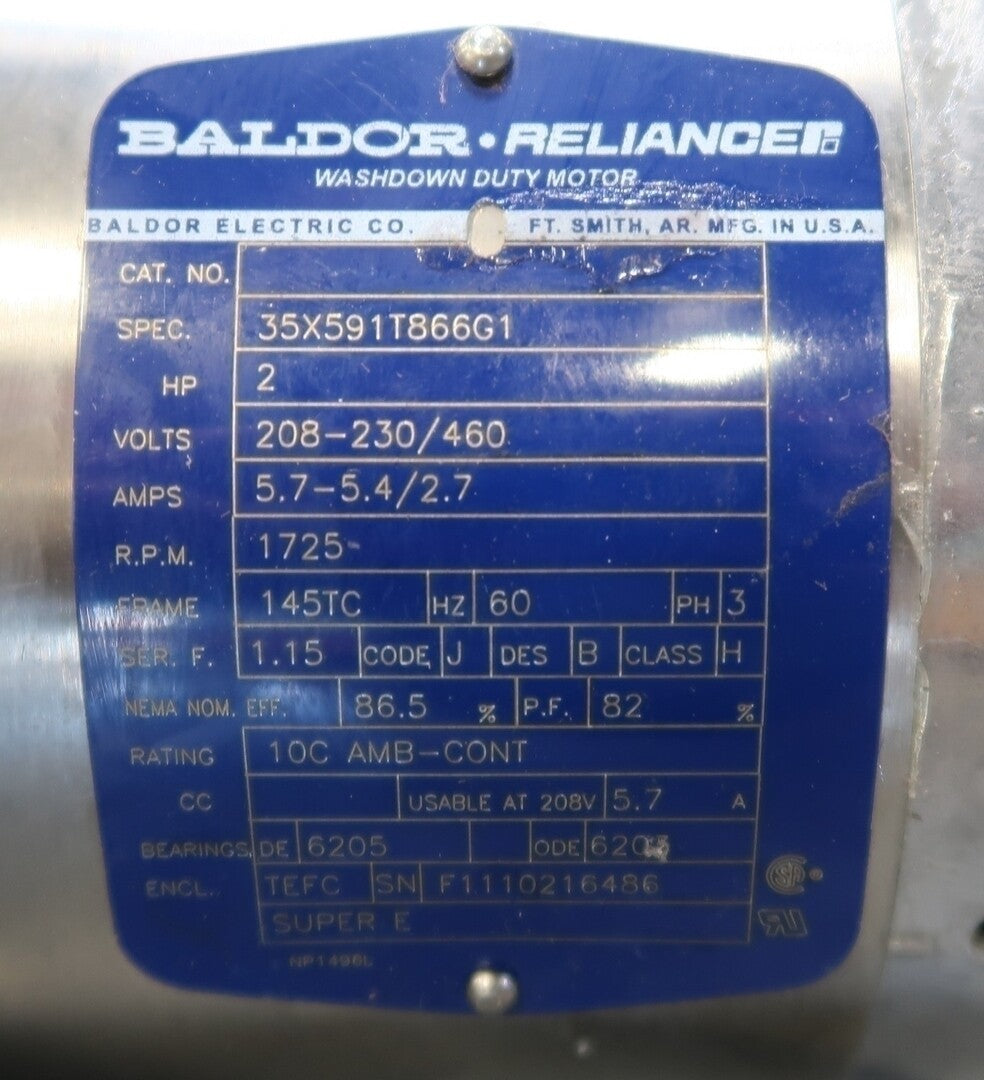 BALDOR • RELIANCE
WASHDOWN DUTY MOTOR
BALDOR ELECTRIC CO. FT. SMITH, AR. MFG. IN U.S.A.
CAT. NO.
SPEC. 35X591T866G1
HP 2
VOLTS 208-230/460
AMPS 5.7-5.4/2.7
R.P.M. 1725
FRAME 145TC HZ 60 PH 3
SER. F. 1.15 CODE J DES B CLASS H
NEMA NOM. EFF. 86.5 % P.F. 82 %
RATING 10C AMB-CONT
CC USABLE AT 208V 5.7 A
BEARINGS DE 6205 ODE
ENCL. TEFC SN F1110216486
SUPER E
NP1496L